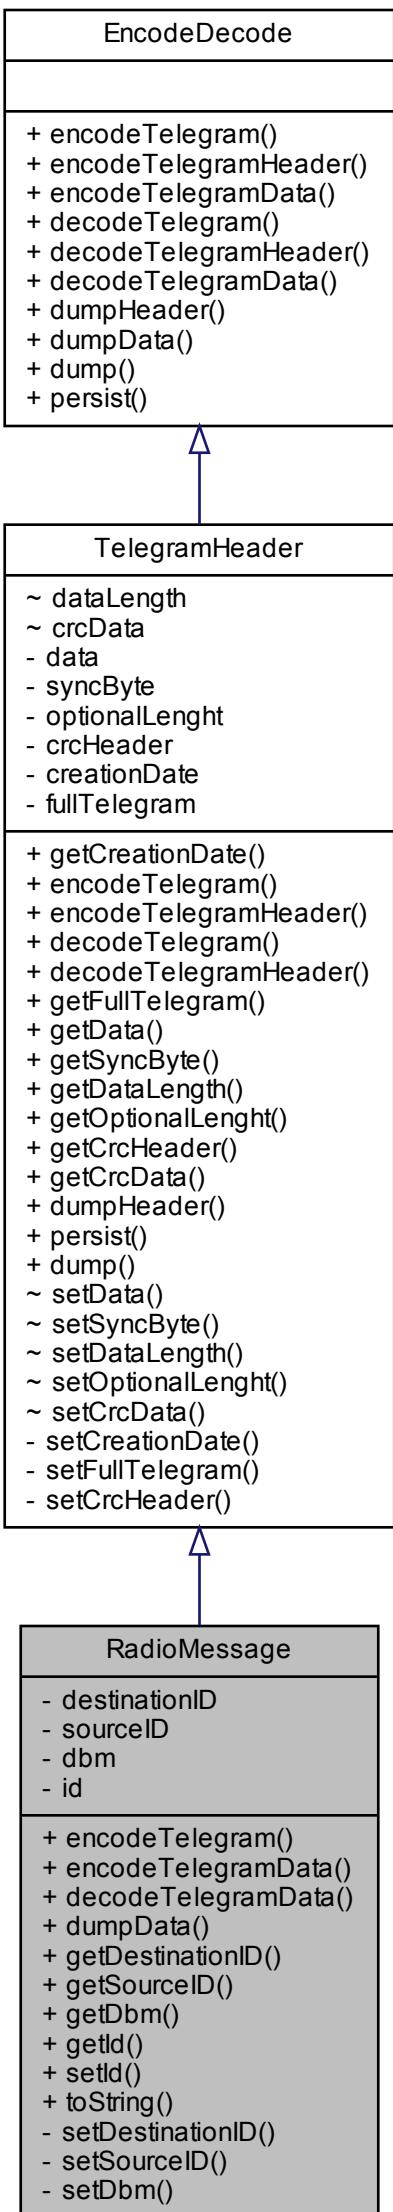 EncodeDecode
+ encodeTelegram()
+ encodeTelegramHeader()
+ encodeTelegramData()
+ decodeTelegram()
+ decodeTelegramHeader()
+ decodeTelegramData()
+ dumpHeader()
+ dumpData()
+ dump()
+ persist()
TelegramHeader
~ dataLength
~ crcData
- data
- syncByte
- optionalLenght
- crcHeader
- creationDate
- fullTelegram
+ getCreationDate()
+ encodeTelegram()
+ encodeTelegramHeader()
+ decodeTelegram()
+ decodeTelegramHeader()
+ getFullTelegram()
+ getData()
+ getSyncByte()
+ getDataLength()
+ getOptionalLenght()
+ getCrcHeader()
+ getCrcData()
+ dumpHeader()
+ persist()
+ dump()
~ setData()
~ setSyncByte()
~ setDataLength()
~ setOptionalLenght()
~ setCrcData()
- setCreationDate()
- setFullTelegram()
- setCrcHeader()
RadioMessage
- destinationID
- sourceID
- dbm
- id
+ encodeTelegram()
+ encodeTelegramData()
+ decodeTelegramData()
+ dumpData()
+ getDestinationID()
+ getSourceID()
+ getDbm()
+ getId()
+ setId()
+ toString()
- setDestinationID()
- setSourceID()
- setDbm()